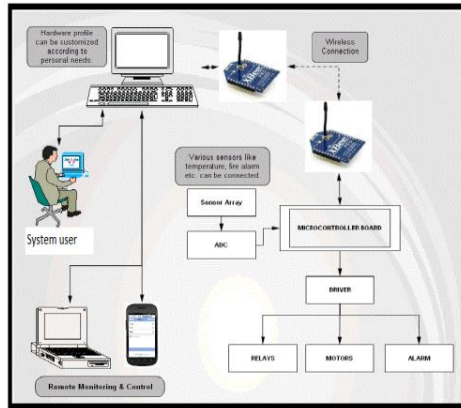 Hardware profile
can be customized
according to
personal needs.
Wireless
Connection
Various sensors like
temperature, fire alarm
etc. can be connected.
System user
Sensor Array
ADC
MICROCONTROLLER BOARD
DRIVER
RELAYS
MOTORS
ALARM
Remote Monitoring & Control